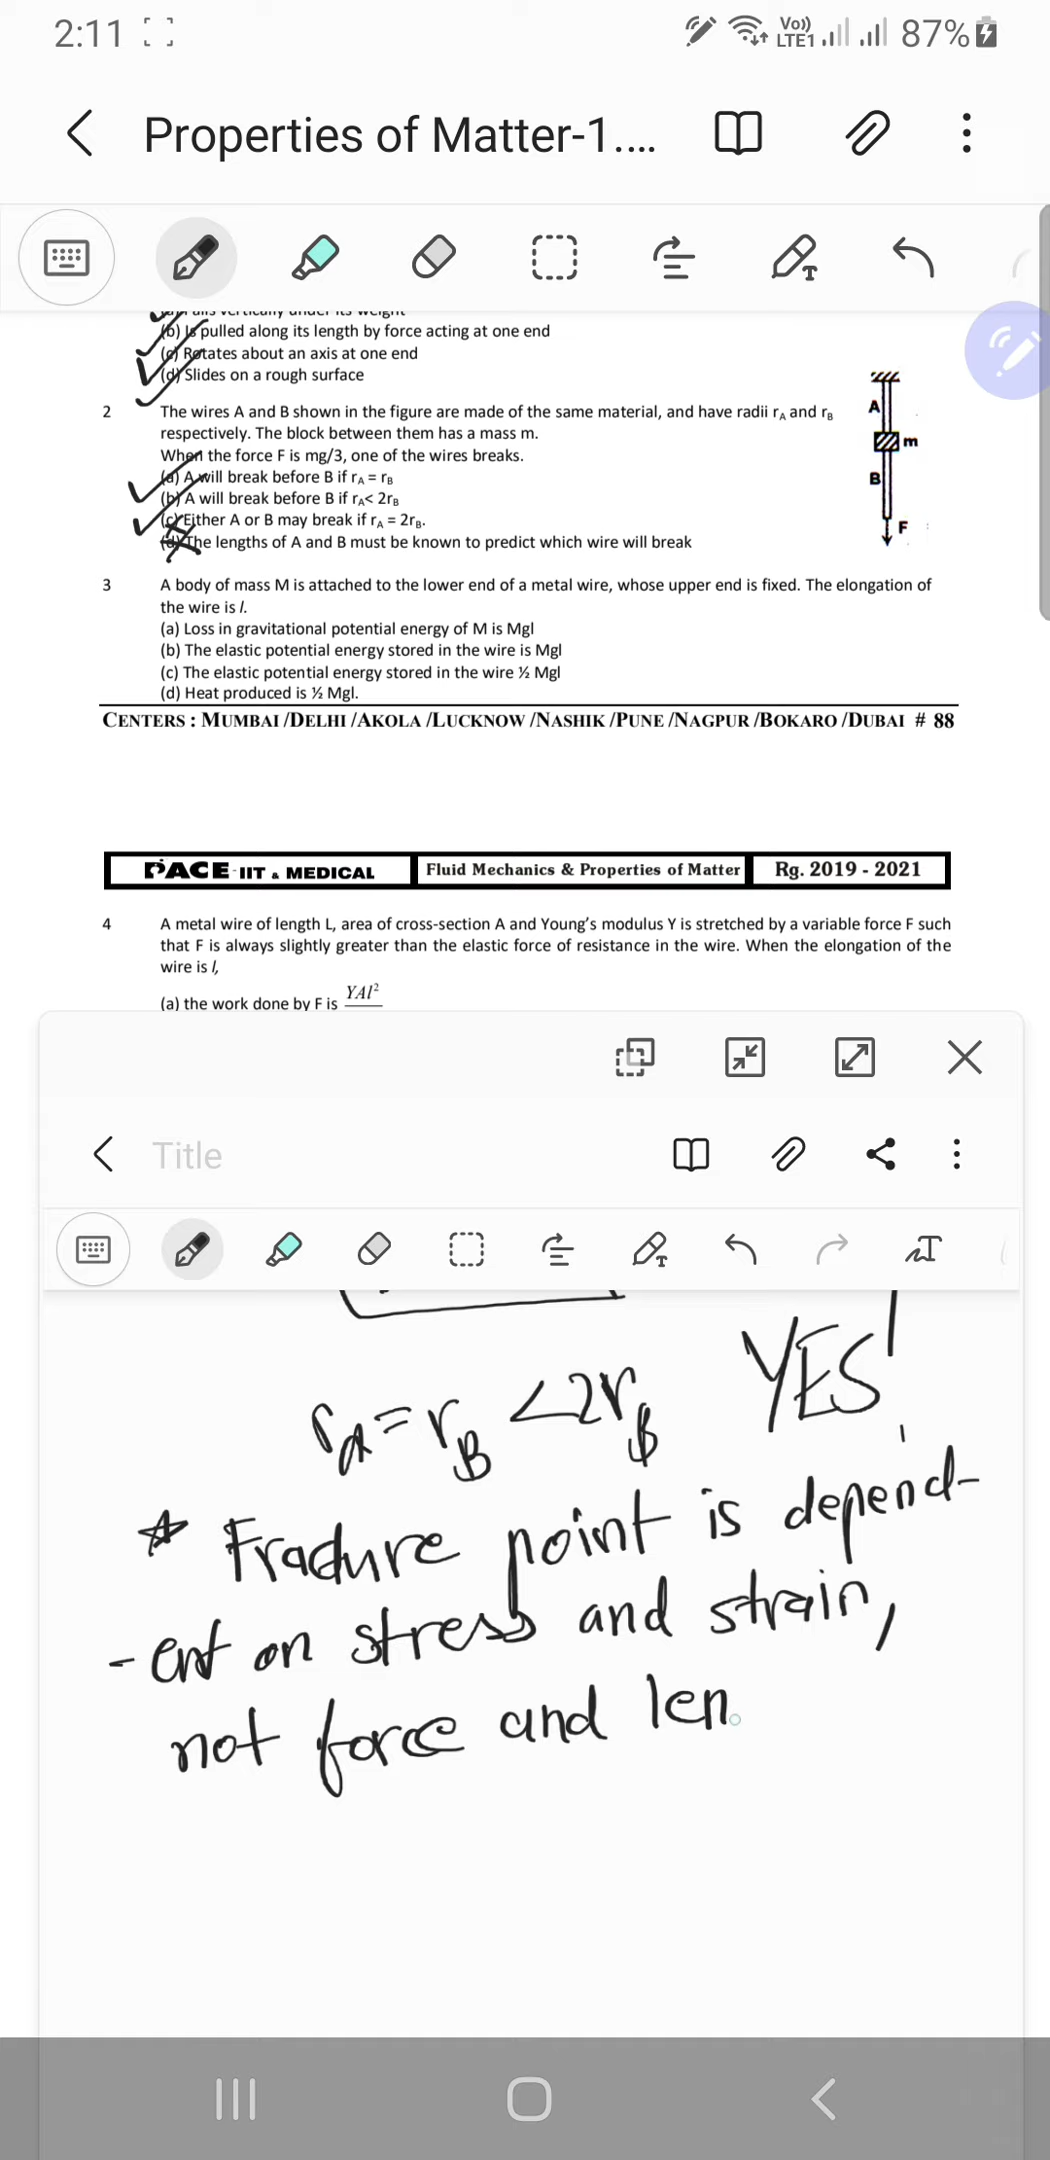 2:11
Vo))
LTE1
87%
Properties of Matter-1....
(b) Is pulled along its length by force acting at one end
(c) Rotates about an axis at one end
(d) Slides on a rough surface
2 The wires A and B shown in the figure are made of the same material, and have radii rA and rB
respectively. The block between them has a mass m.
When the force F is mg/3, one of the wires breaks.
(a) A will break before B if rA = rB
(b) A will break before B if rA< 2rB
(c) Either A or B may break if rA = 2rB.
(d) The lengths of A and B must be known to predict which wire will break
A
m
B
F
3 A body of mass M is attached to the lower end of a metal wire, whose upper end is fixed. The elongation of
the wire is l.
(a) Loss in gravitational potential energy of M is Mgl
(b) The elastic potential energy stored in the wire is Mgl
(c) The elastic potential energy stored in the wire ½ Mgl
(d) Heat produced is ½ Mgl.
CENTERS : MUMBAI /DELHI /AKOLA /LUCKNOW /NASHIK /PUNE /NAGPUR /BOKARO /DUBAI # 88
PACE IIT & MEDICAL
Fluid Mechanics & Properties of Matter
Rg. 2019 - 2021
4 A metal wire of length L, area of cross-section A and Young's modulus Y is stretched by a variable force F such
that F is always slightly greater than the elastic force of resistance in the wire. When the elongation of the
wire is l,
(a) the work done by F is YAl²
Title
T
rA = rB < 2rB YES!
* Fracture point is depend-
-ent on stress and strain,
not force and len